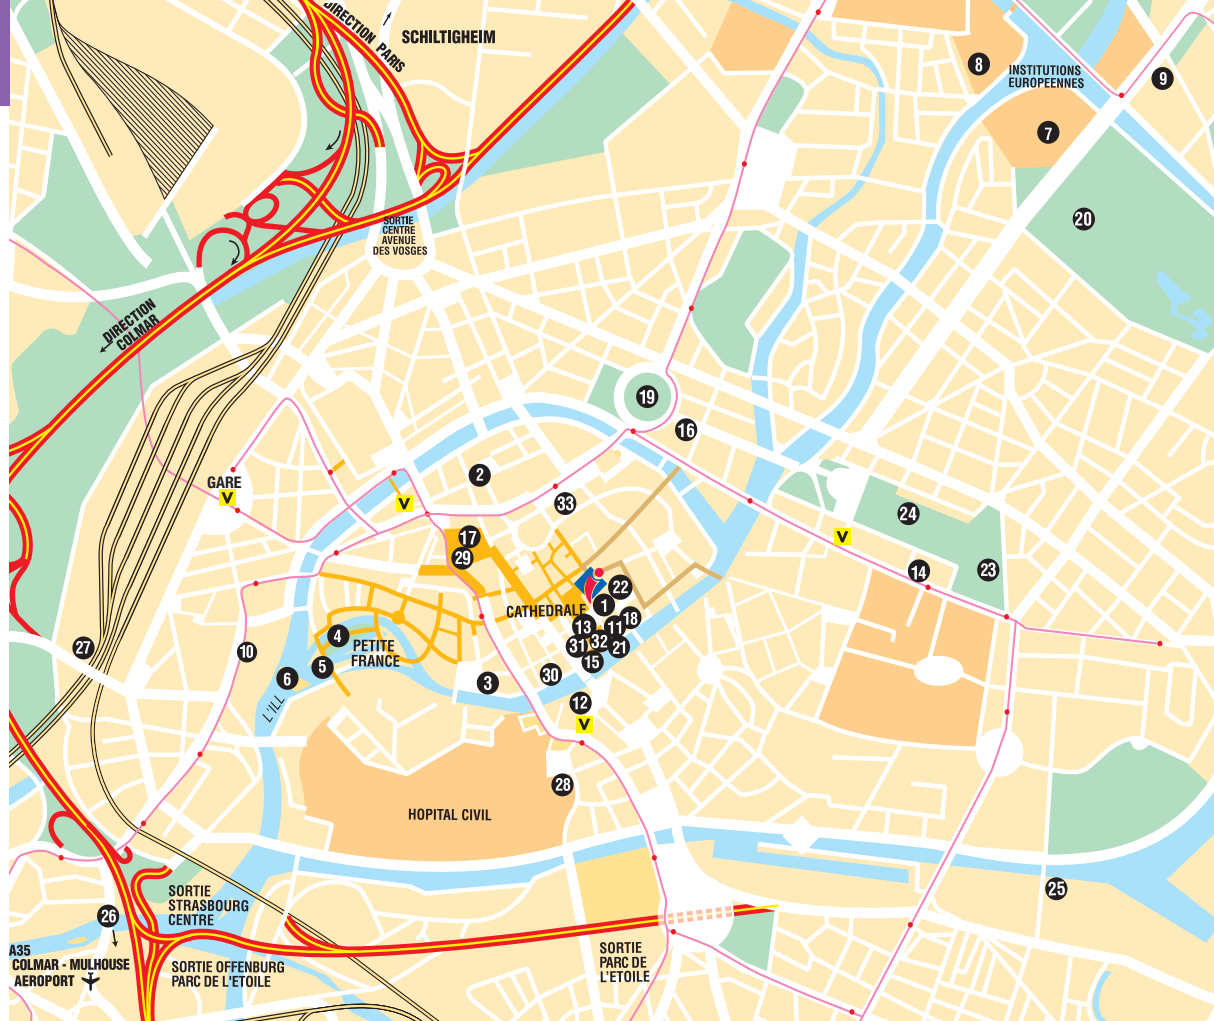 DIRECTION PARIS
SCHILTIGHEIM
8
INSTITUTIONS
EUROPEENNES
9
7
20
SORTIE
CENTRE
AVENUE
DES VOSGES
DIRECTION
COLMAR
19
16
2
GARE
V
V
33
24
V
17
29
14
23
22
CATHEDRALE
1
18
13
11
4
PETITE
FRANCE
31
32
21
27
10
5
15
6
3
30
L'ILL
12
V
28
HOPITAL CIVIL
25
SORTIE
STRASBOURG
CENTRE
26
A35
COLMAR - MULHOUSE
AEROPORT
SORTIE OFFENBURG
PARC DE L'ETOILE
SORTIE
PARC DE
L'ETOILE